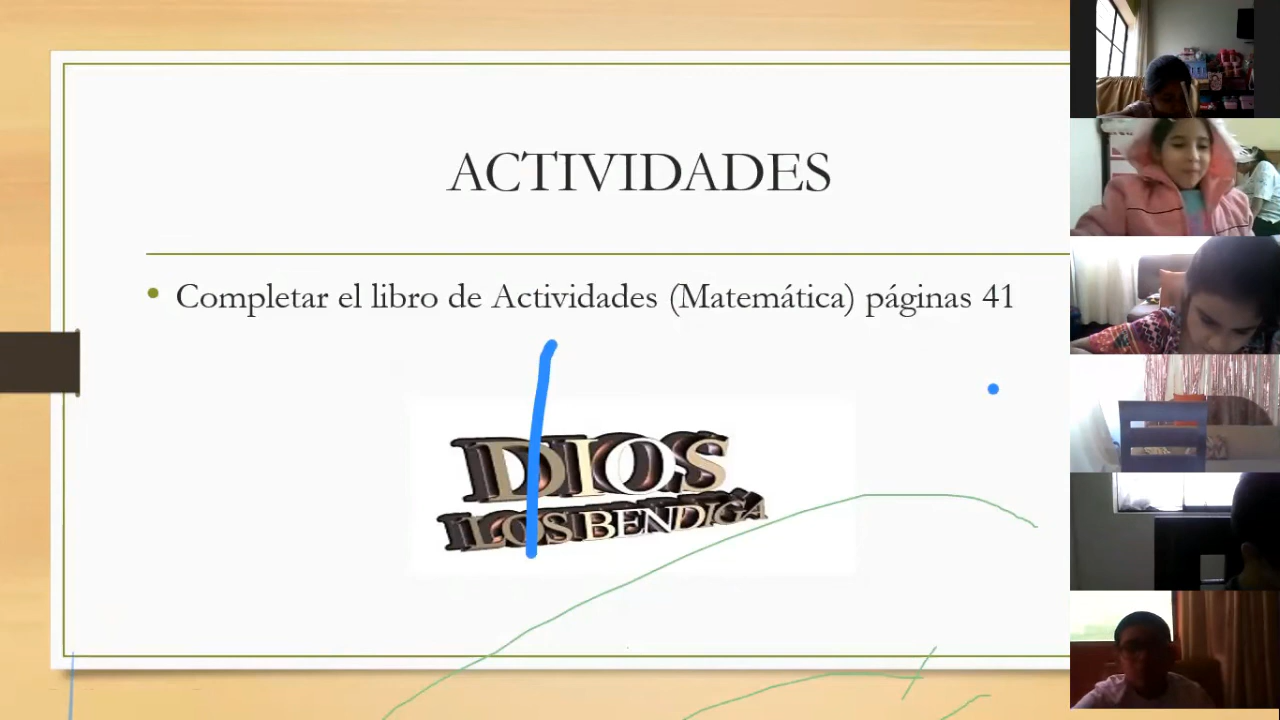 ACTIVIDADES
• Completar el libro de Actividades (Matemática) páginas 41
DIOS
LOS BENDIGA